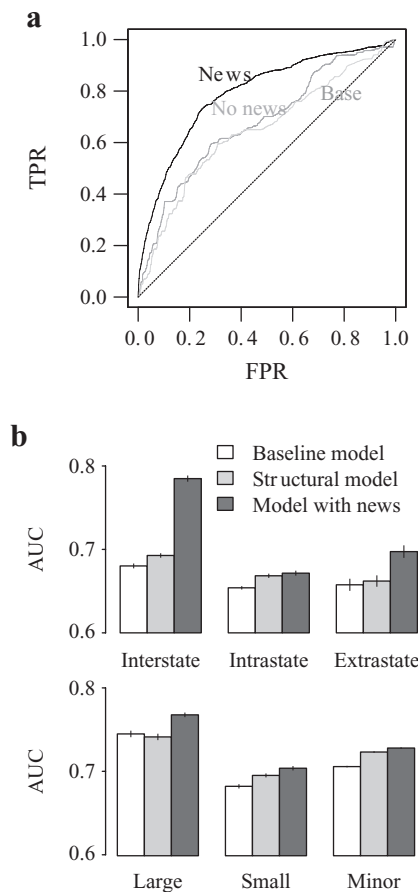 a
1.0
0.8
0.6
0.4
0.2
0.0
TPR
News
No news
Base
0.0 0.2 0.4 0.6 0.8 1.0
FPR
b
Baseline model
Structural model
Model with news
0.8
0.7
0.6
AUC
Interstate Intrastate Extrastate
0.8
0.7
0.6
AUC
Large Small Minor